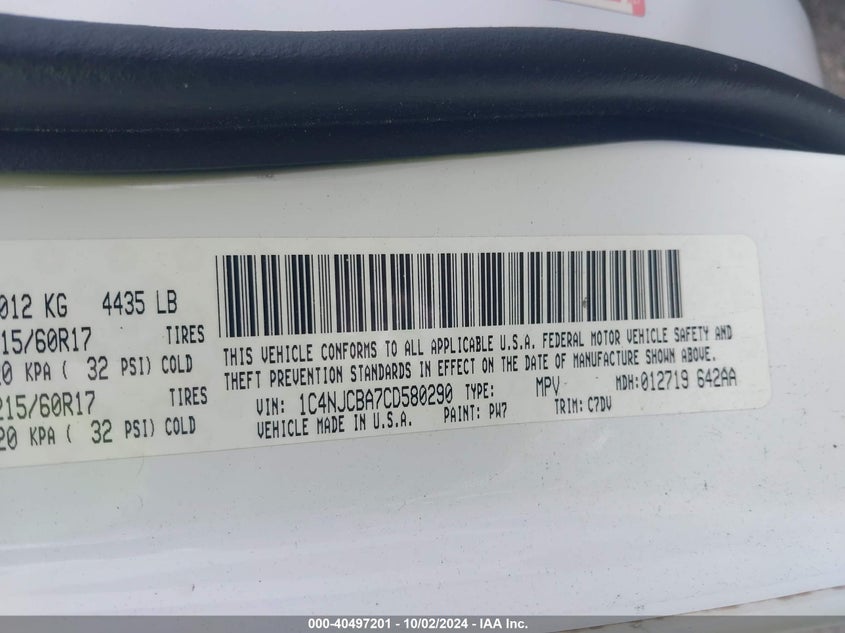 012 KG 4435 LB
15/60R17 TIRES
20 KPA ( 32 PSI) COLD
215/60R17 TIRES
20 KPA ( 32 PSI) COLD
THIS VEHICLE CONFORMS TO ALL APPLICABLE U.S.A. FEDERAL MOTOR VEHICLE SAFETY AND
THEFT PREVENTION STANDARDS IN EFFECT ON THE DATE OF MANUFACTURE SHOWN ABOVE.
VIN: 1C4NJCBA7CD580290 TYPE: MPV MDH:012719 642AA
VEHICLE MADE IN U.S.A. PAINT: PW7 TRIM: C7DV
000-40497201 - 10/02/2024 - IAA Inc.